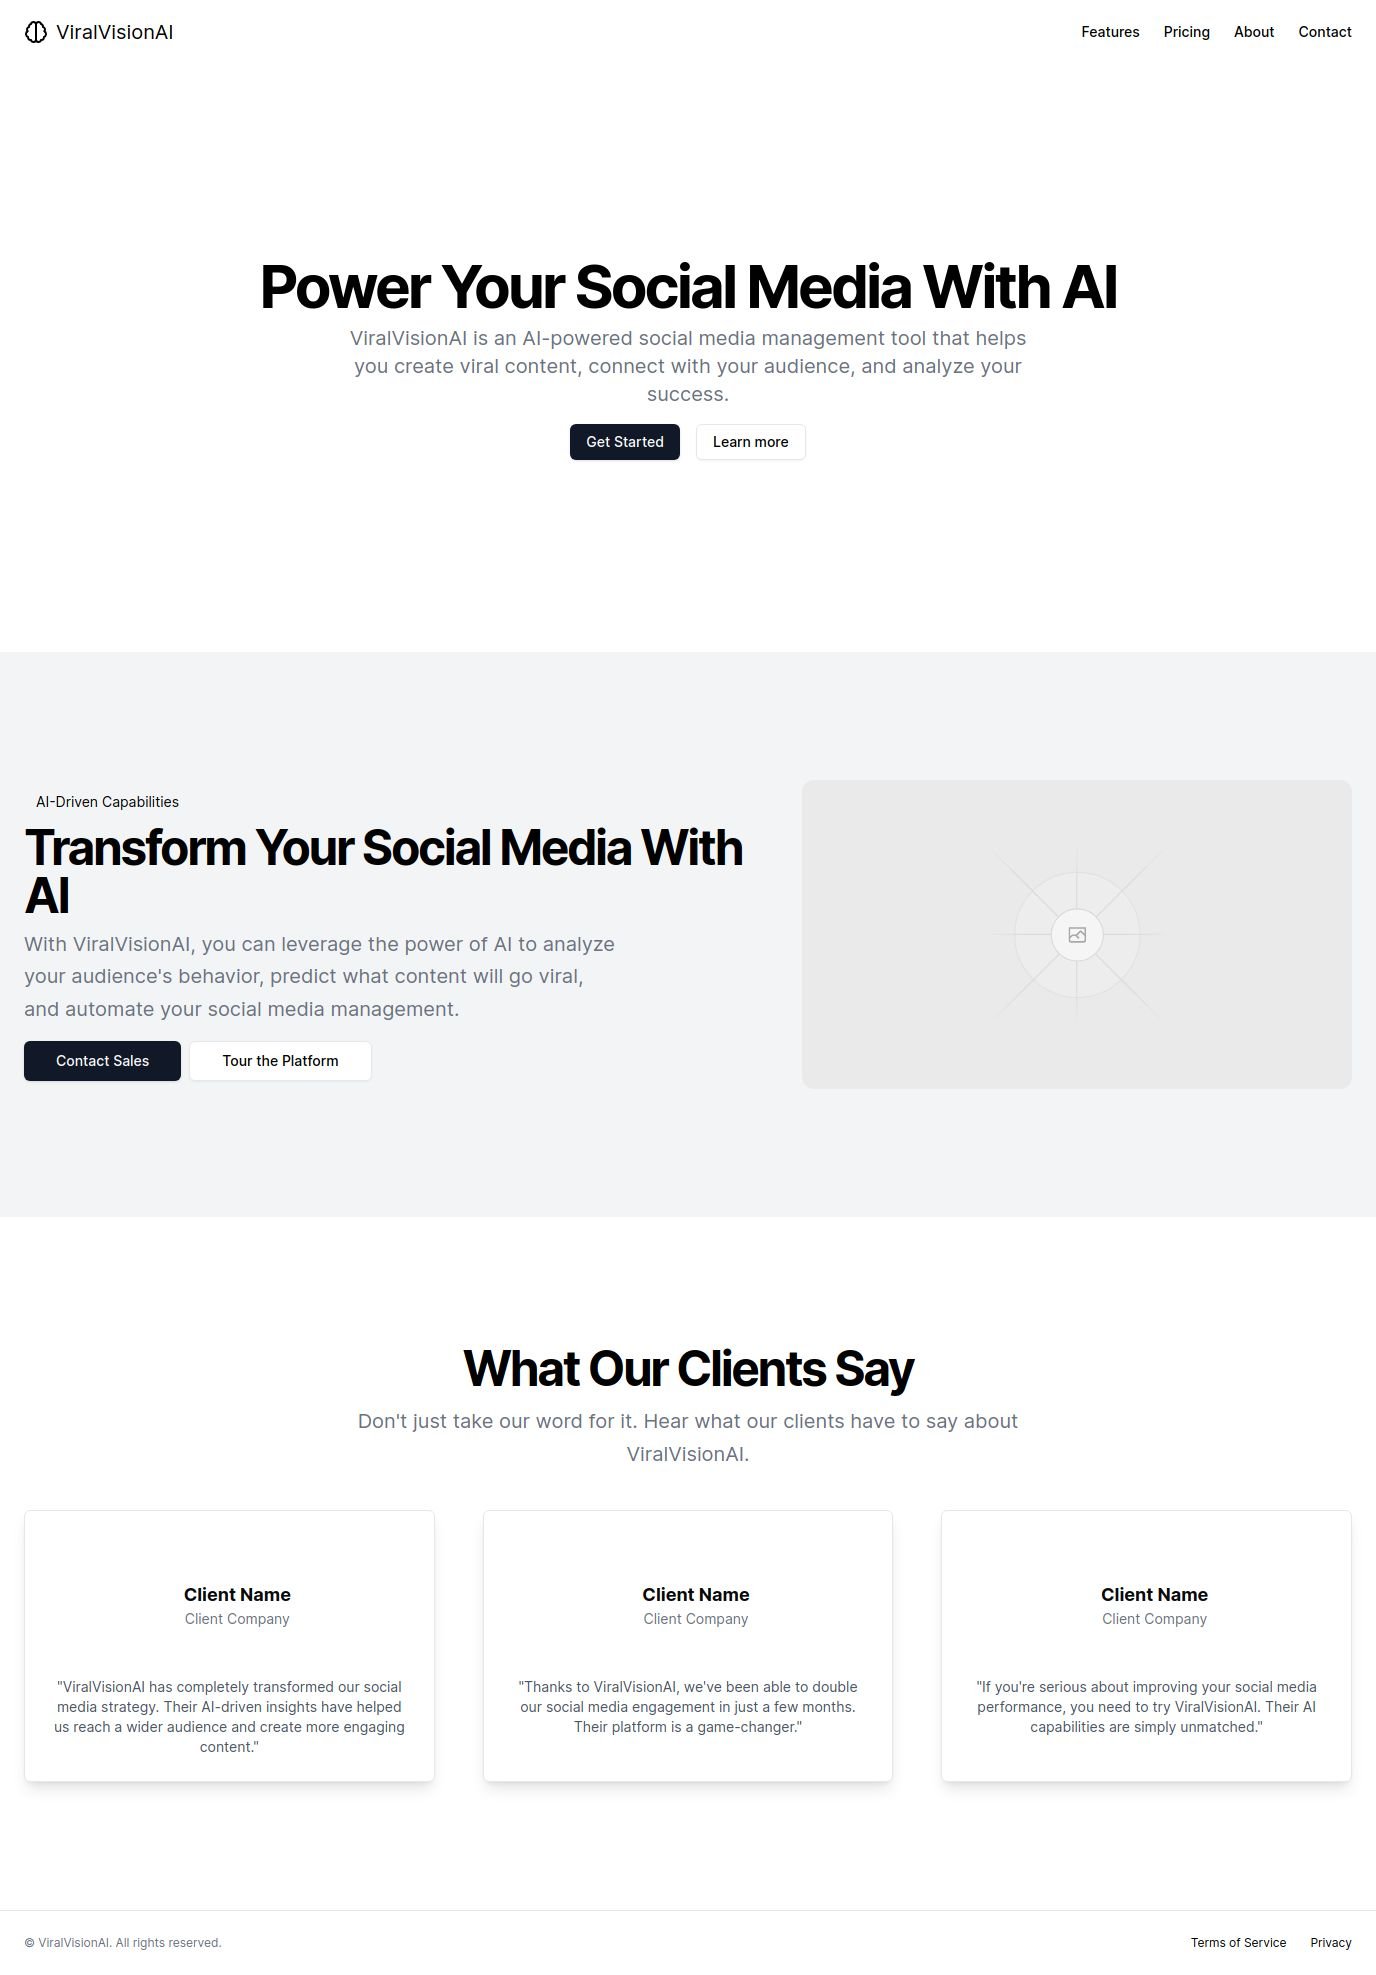 ViralVisionAI
Features Pricing About Contact
Power Your Social Media With AI
ViralVisionAI is an AI-powered social media management tool that helps
you create viral content, connect with your audience, and analyze your
success.
Get Started Learn more
AI-Driven Capabilities
Transform Your Social Media With
AI
With ViralVisionAI, you can leverage the power of AI to analyze
your audience's behavior, predict what content will go viral,
and automate your social media management.
Contact Sales Tour the Platform
What Our Clients Say
Don't just take our word for it. Hear what our clients have to say about
ViralVisionAI.
Client Name
Client Company
"ViralVisionAI has completely transformed our social
media strategy. Their AI-driven insights have helped
us reach a wider audience and create more engaging
content."
Client Name
Client Company
"Thanks to ViralVisionAI, we've been able to double
our social media engagement in just a few months.
Their platform is a game-changer."
Client Name
Client Company
"If you're serious about improving your social media
performance, you need to try ViralVisionAI. Their AI
capabilities are simply unmatched."
© ViralVisionAI. All rights reserved.
Terms of Service Privacy